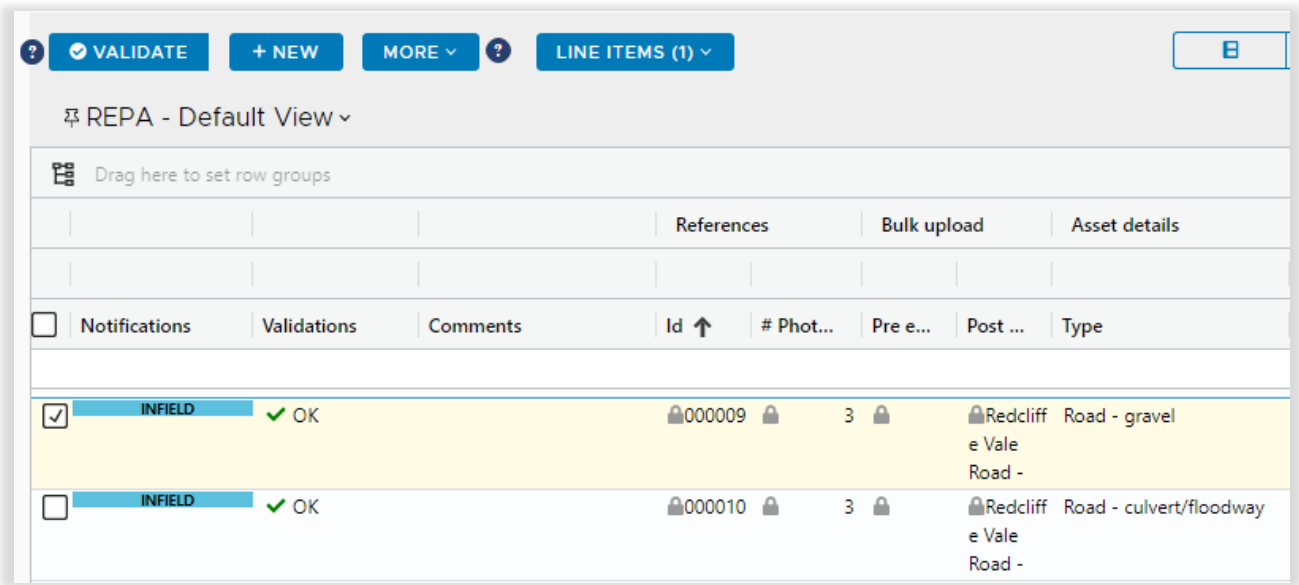 ? VALIDATE + NEW MORE ? LINE ITEMS (1)
REPA - Default View
Drag here to set row groups
References Bulk upload Asset details
Notifications Validations Comments Id # Phot... Pre e... Post ... Type
INFIELD OK 000009 3 Redcliff Road - gravel
e Vale
Road -
INFIELD OK 000010 3 Redcliff Road - culvert/floodway
e Vale
Road -